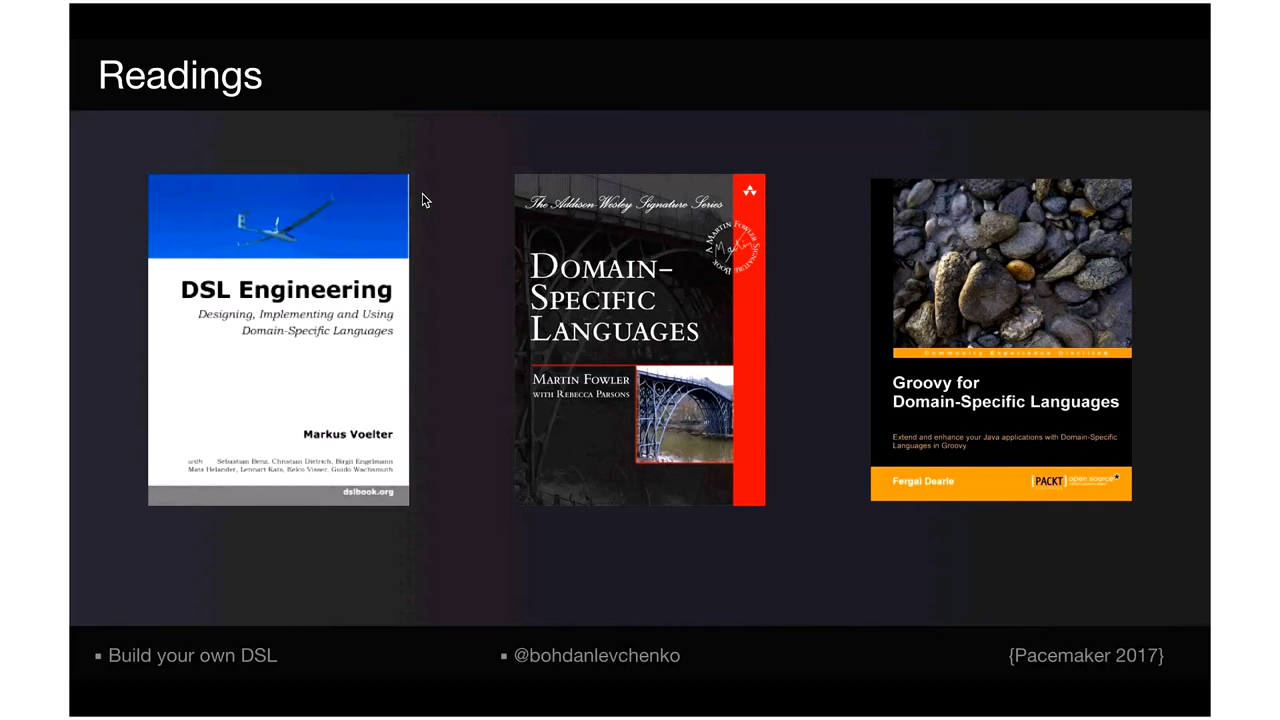 Readings
DSL Engineering
Designing, Implementing and Using
Domain-Specific Languages
Markus Voelter
with Sebastian Benz, Christian Dietrich, Birgit Engelmann
Mats Helander, Lennart Kats, Eelco Visser, Guido Wachsmuth
dslbook.org
The Addison Wesley Signature Series
A MARTIN FOWLER SIGNATURE BOOK
DOMAIN-
SPECIFIC
LANGUAGES
MARTIN FOWLER
WITH REBECCA PARSONS
Community Experience Distilled
Groovy for
Domain-Specific Languages
Extend and enhance your Java applications with Domain-Specific
Languages in Groovy
Fergal Dearle
[PACKT] open source*
Build your own DSL
@bohdanlevchenko
{Pacemaker 2017}